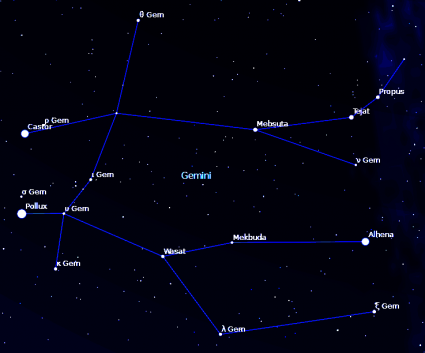 θ Gem
Propus
ρ Gem
Castor
Mebsuta
Tejat
ν Gem
ι Gem
Gemini
σ Gem
Pollux
υ Gem
Alhena
Mekbuda
Wasat
κ Gem
ξ Gem
λ Gem